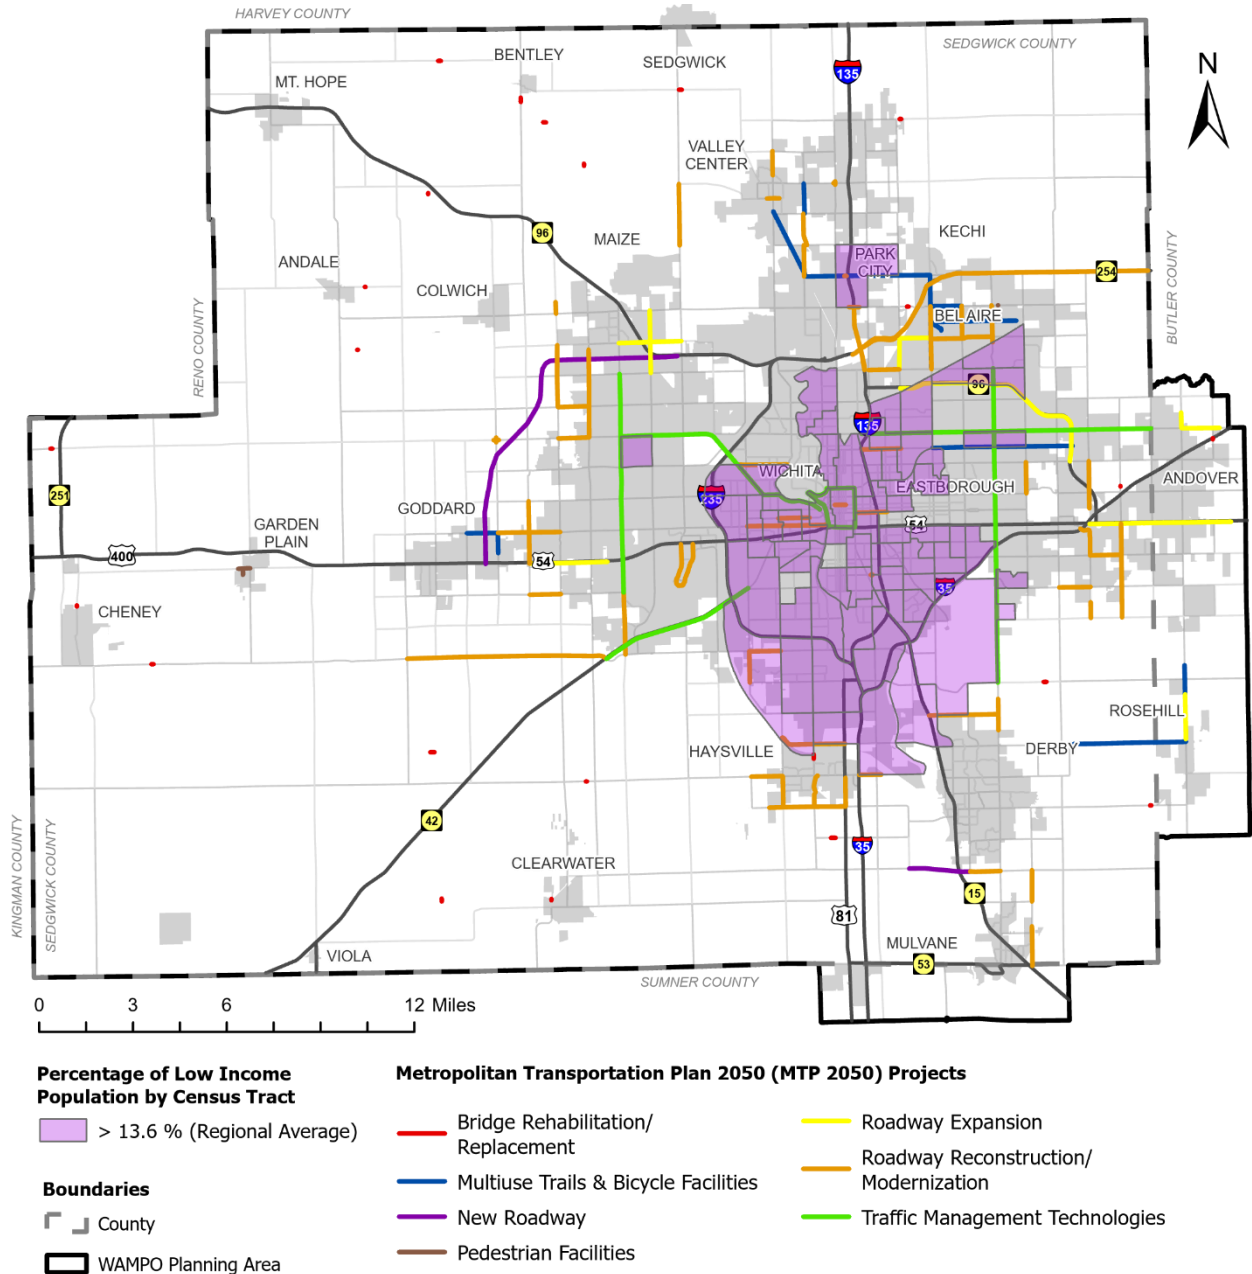 HARVEY COUNTY
SEDGWICK COUNTY
N
BENTLEY
SEDGWICK
135
MT. HOPE
VALLEY
CENTER
96
MAIZE
KECHI
PARK
CITY
ANDALE
COLWICH
254
BUTLER COUNTY
RENO COUNTY
BEL AIRE
96
135
WICHITA
EASTBOROUGH
ANDOVER
251
235
GODDARD
GARDEN
PLAIN
54
400
54
35
CHENEY
ROSEHILL
HAYSVILLE
DERBY
42
35
KINGMAN COUNTY
SEDGWICK COUNTY
CLEARWATER
15
81
MULVANE
VIOLA
53
SUMNER COUNTY
0 3 6 12 Miles
Percentage of Low Income
Population by Census Tract
> 13.6 % (Regional Average)
Boundaries
County
WAMPO Planning Area
Metropolitan Transportation Plan 2050 (MTP 2050) Projects
Bridge Rehabilitation/
Replacement
Multiuse Trails & Bicycle Facilities
New Roadway
Pedestrian Facilities
Roadway Expansion
Roadway Reconstruction/
Modernization
Traffic Management Technologies